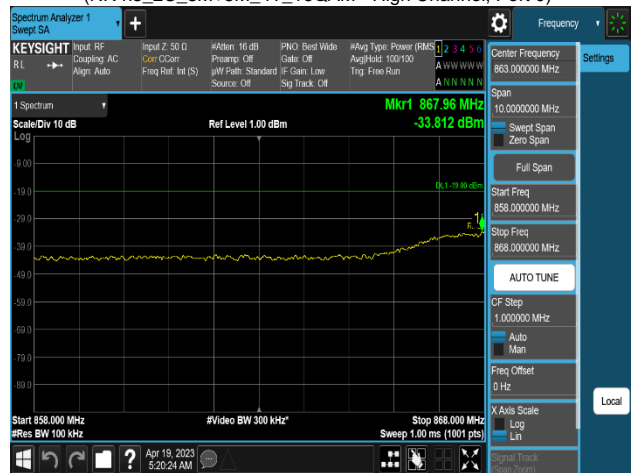 Spectrum Analyzer 1
Swept SA
Frequency
KEYSIGHT
RL
LV
Input: RF
Coupling: AC
Align: Auto
Input Z: 50 Ω
Corr CCorr
Freq Ref: Int (S)
#Atten: 16 dB
Preamp: Off
µW Path: Standard
Source: Off
PNO: Best Wide
Gate: Off
IF Gain: Low
Sig Track: Off
#Avg Type: Power (RMS
Avg|Hold: 100/100
Trig: Free Run
1 2 3 4 5 6
A W W W W W
A N N N N N
1 Spectrum
Scale/Div 10 dB
Ref Level 1.00 dBm
Mkr1 867.96 MHz
-33.812 dBm
Log
-9.00
-19.0
DL1 -19.00 dBm
-29.0
1
-39.0
-49.0
-59.0
-69.0
-79.0
-89.0
Start 858.000 MHz
#Video BW 300 kHz*
Stop 868.000 MHz
#Res BW 100 kHz
Sweep 1.00 ms (1001 pts)
Center Frequency
863.000000 MHz
Settings
Span
10.0000000 MHz
Swept Span
Zero Span
Full Span
Start Freq
858.000000 MHz
Stop Freq
868.000000 MHz
AUTO TUNE
CF Step
1.000000 MHz
Auto
Man
Freq Offset
0 Hz
X Axis Scale
Log
Lin
Local
Signal Track
(Span Zoom)
?
Apr 19, 2023
5:20:24 AM